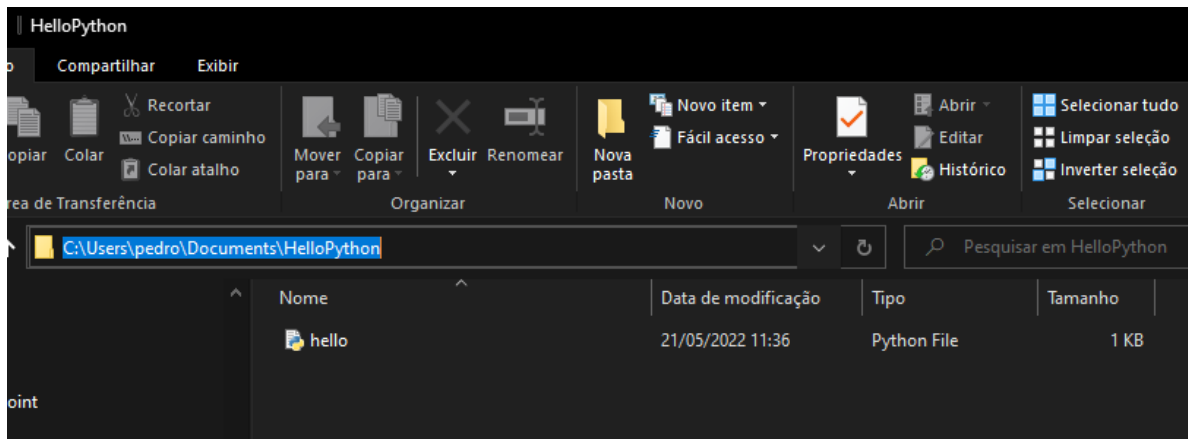 HelloPython
o Compartilhar Exibir
opiar
Colar
Recortar
Copiar caminho
Colar atalho
rea de Transferência
Mover para
Copiar para
Excluir
Renomear
Organizar
Nova pasta
Novo item
Fácil acesso
Novo
Propriedades
Abrir
Editar
Histórico
Abrir
Selecionar tudo
Limpar seleção
Inverter seleção
Selecionar
C:\Users\pedro\Documents\HelloPython
Pesquisar em HelloPython
Nome Data de modificação Tipo Tamanho
hello 21/05/2022 11:36 Python File 1 KB
oint